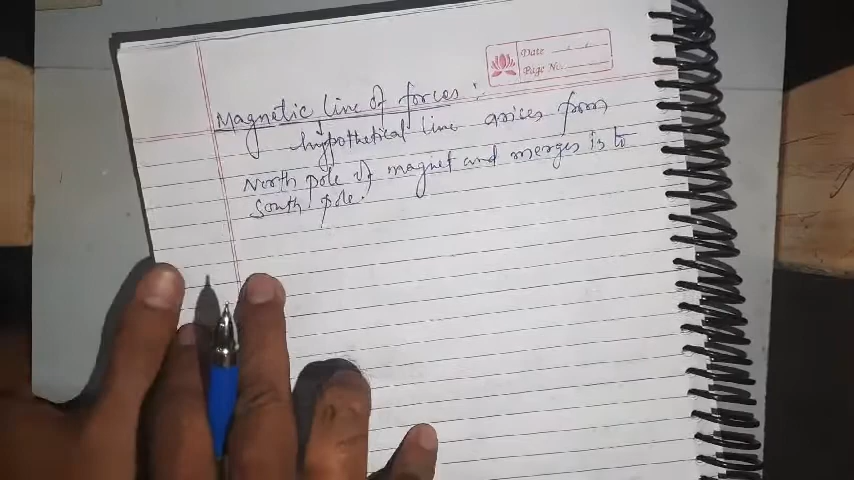 Date
Page No.
Magnetic line of forces :
hypothetical line arises from
North pole of magnet and merges is to
South pole.